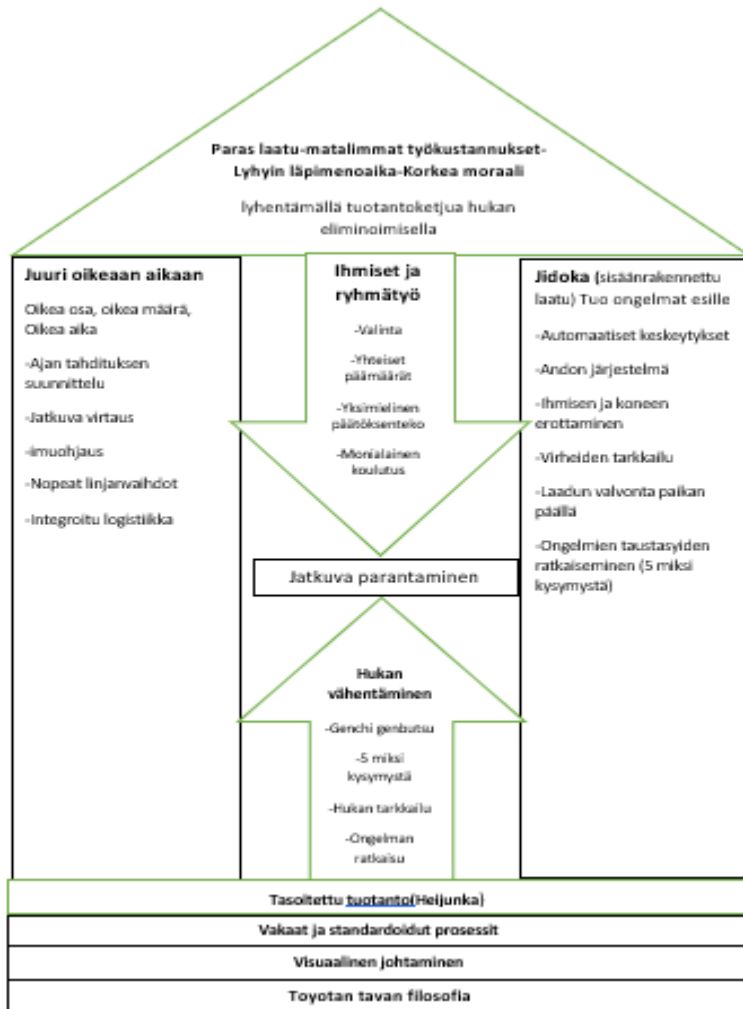 Paras laatu-matalimmat työkustannukset-
Lyhyin läpimenoaika-Korkea moraali
lyhentämällä tuotantoketjua hukan
eliminoimisella
Juuri oikeaan aikaan
Oikea osa, oikea määrä,
Oikea aika
-Ajan tahdituksen
suunnittelu
-Jatkuva virtaus
-imuohjaus
-Nopeat linjanvaihdot
-Integroitu logistiikka
Ihmiset ja
ryhmätyö
-Valinta
-Yhteiset
päämäärät
-Yksimielinen
päätöksenteko
-Monialainen
koulutus
Jidoka (sisäänrakennettu
laatu) Tuo ongelmat esille
-Automaattiset keskeytykset
-Andon järjestelmä
-Ihmisen ja koneen
erottaminen
-Virheiden tarkkailu
-Laadun valvonta paikan
päällä
-Ongelmien taustasyiden
ratkaiseminen (5 miksi
kysymystä)
Jatkuva parantaminen
Hukan
vähentäminen
-Genchi genbutsu
-5 miksi
kysymystä
-Hukan tarkkailu
-Ongelman
ratkaisu
Tasoitettu tuotanto(Heijunka)
Vakaat ja standardoidut prosessit
Visuaalinen johtaminen
Toyotan tavan filosofia